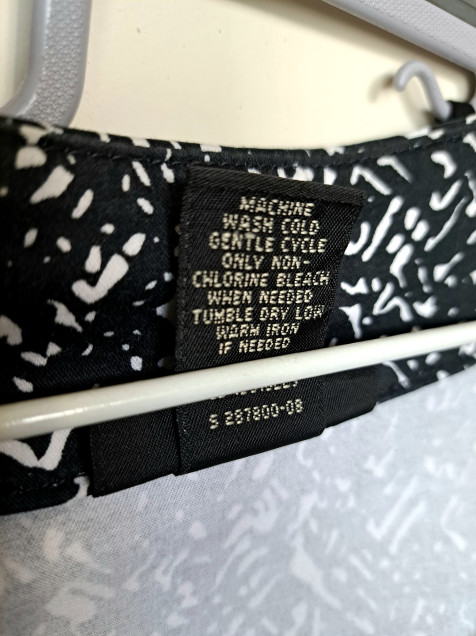 MACHINE
WASH COLD
GENTLE CYCLE
ONLY NON-
CHLORINE BLEACH
WHEN NEEDED
TUMBLE DRY LOW
WARM IRON
IF NEEDED
S 287800-08